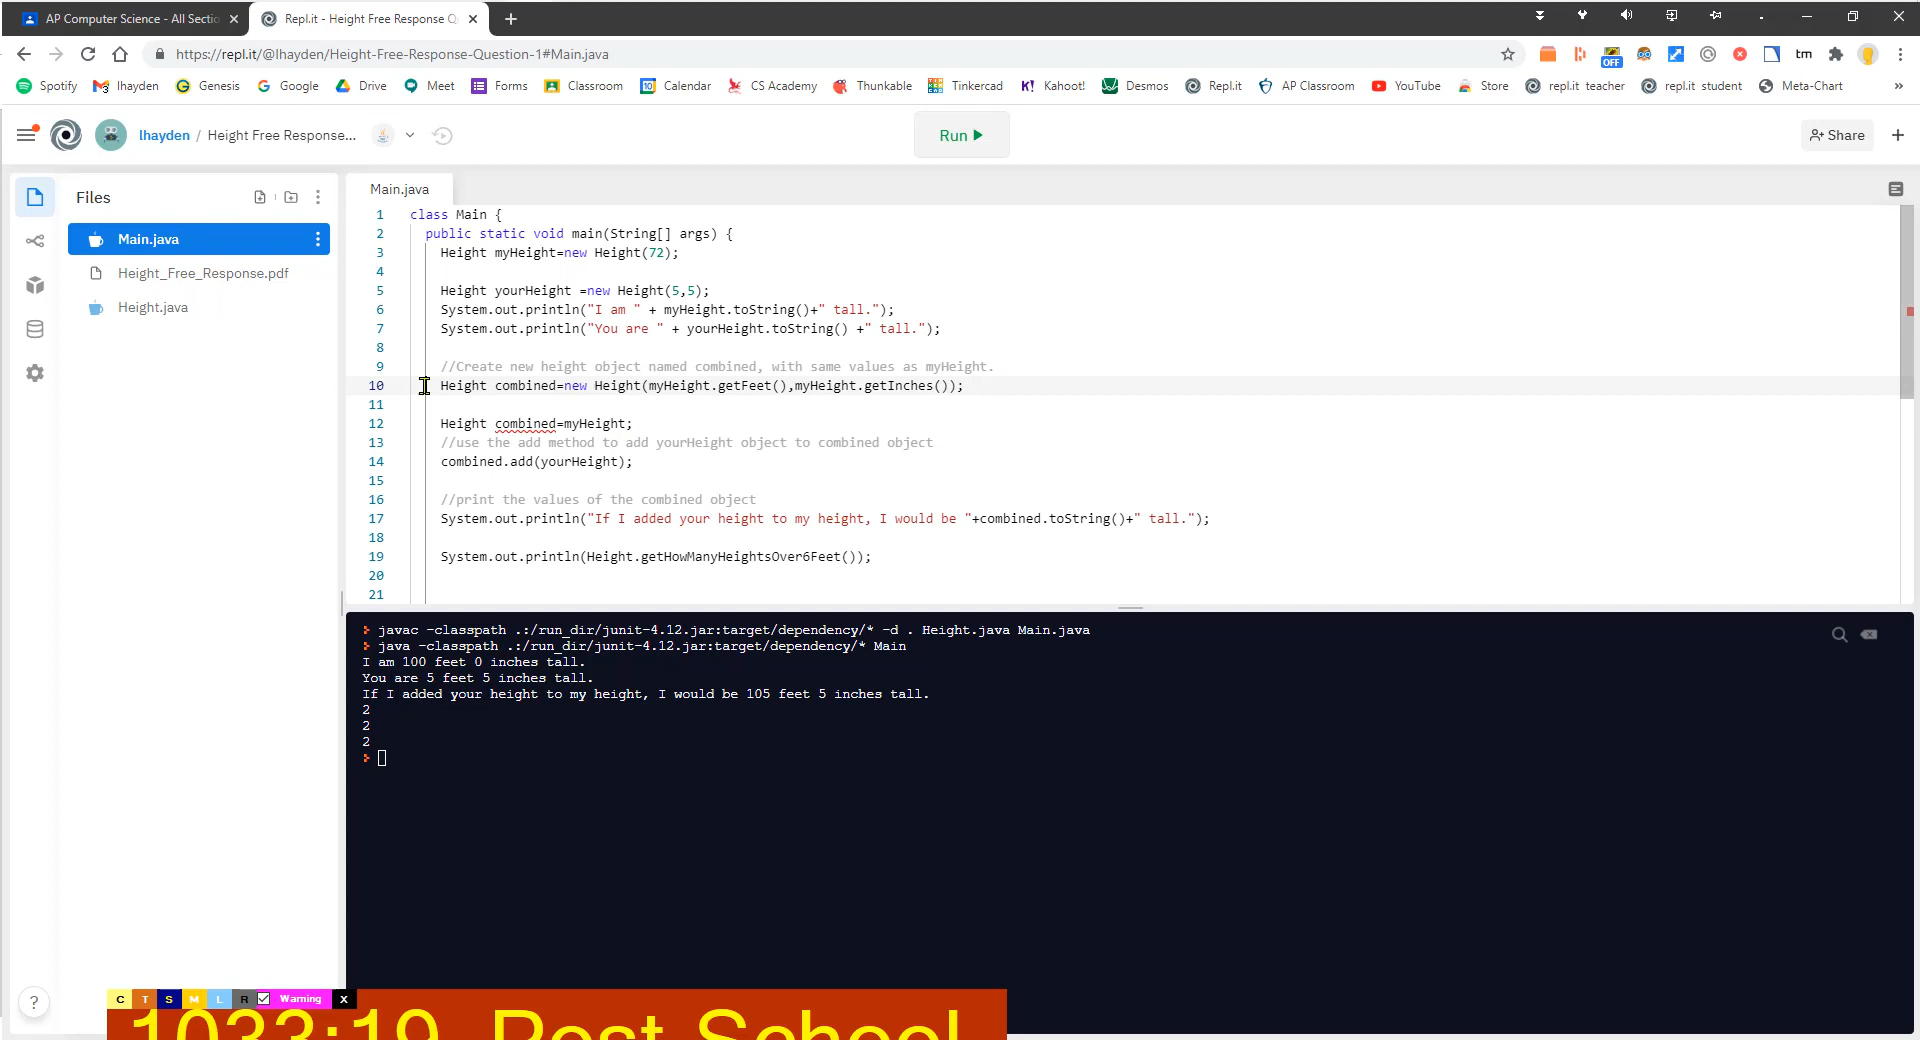 AP Computer Science - All Sectio
Repl.it - Height Free Response Q
https://repl.it/@lhayden/Height-Free-Response-Question-1#Main.java
OFF
tm
Spotify lhayden Genesis Google Drive Meet Forms Classroom Calendar CS Academy Thunkable Tinkercad K! Kahoot! Desmos Repl.it AP Classroom YouTube Store repl.it teacher repl.it student Meta-Chart »
lhayden / Height Free Response...
Run
Share
Files
Main.java
Height_Free_Response.pdf
Height.java
Main.java
1 class Main {
2 public static void main(String[] args) {
3 Height myHeight=new Height(72);
4
5 Height yourHeight =new Height(5,5);
6 System.out.println("I am " + myHeight.toString()+" tall.");
7 System.out.println("You are " + yourHeight.toString() +" tall.");
8
9 //Create new height object named combined, with same values as myHeight.
10 Height combined=new Height(myHeight.getFeet(),myHeight.getInches());
11
12 Height combined=myHeight;
13 //use the add method to add yourHeight object to combined object
14 combined.add(yourHeight);
15
16 //print the values of the combined object
17 System.out.println("If I added your height to my height, I would be "+combined.toString()+" tall.");
18
19 System.out.println(Height.getHowManyHeightsOver6Feet());
20
21
javac -classpath .:/run_dir/junit-4.12.jar:target/dependency/* -d . Height.java Main.java
java -classpath .:/run_dir/junit-4.12.jar:target/dependency/* Main
I am 100 feet 0 inches tall.
You are 5 feet 5 inches tall.
If I added your height to my height, I would be 105 feet 5 inches tall.
2
2
2
?
C T S M L R Warning X
1033:19 Post School